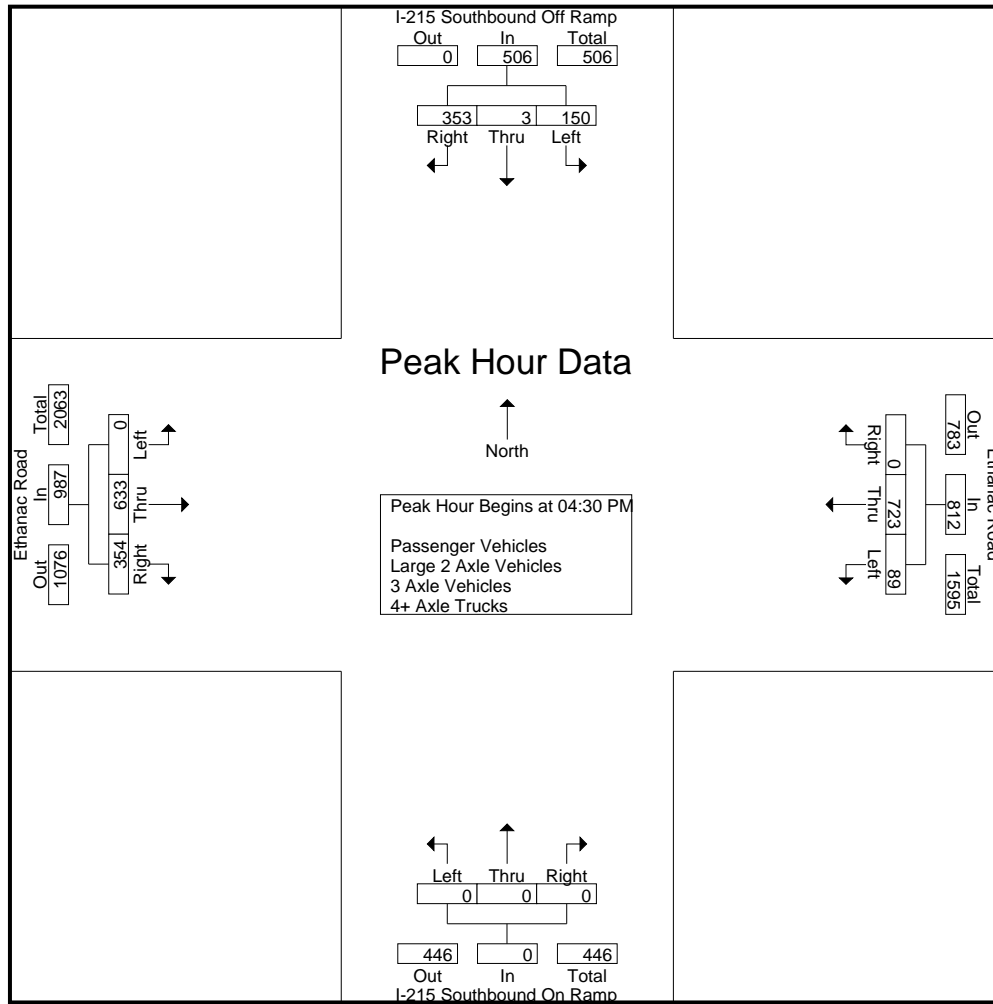 I-215 Southbound Off Ramp
Out In Total
0 506 506
353 3 150
Right Thru Left
Peak Hour Data
North
Peak Hour Begins at 04:30 PM
Passenger Vehicles
Large 2 Axle Vehicles
3 Axle Vehicles
4+ Axle Trucks
Ethanac Road
Out In Total
1076 987 2063
Right Thru Left
354 633 0
Ethanac Road
Out In Total
783 812 1595
Right Thru Left
0 723 89
Left Thru Right
0 0 0
446 0 446
Out In Total
I-215 Southbound On Ramp